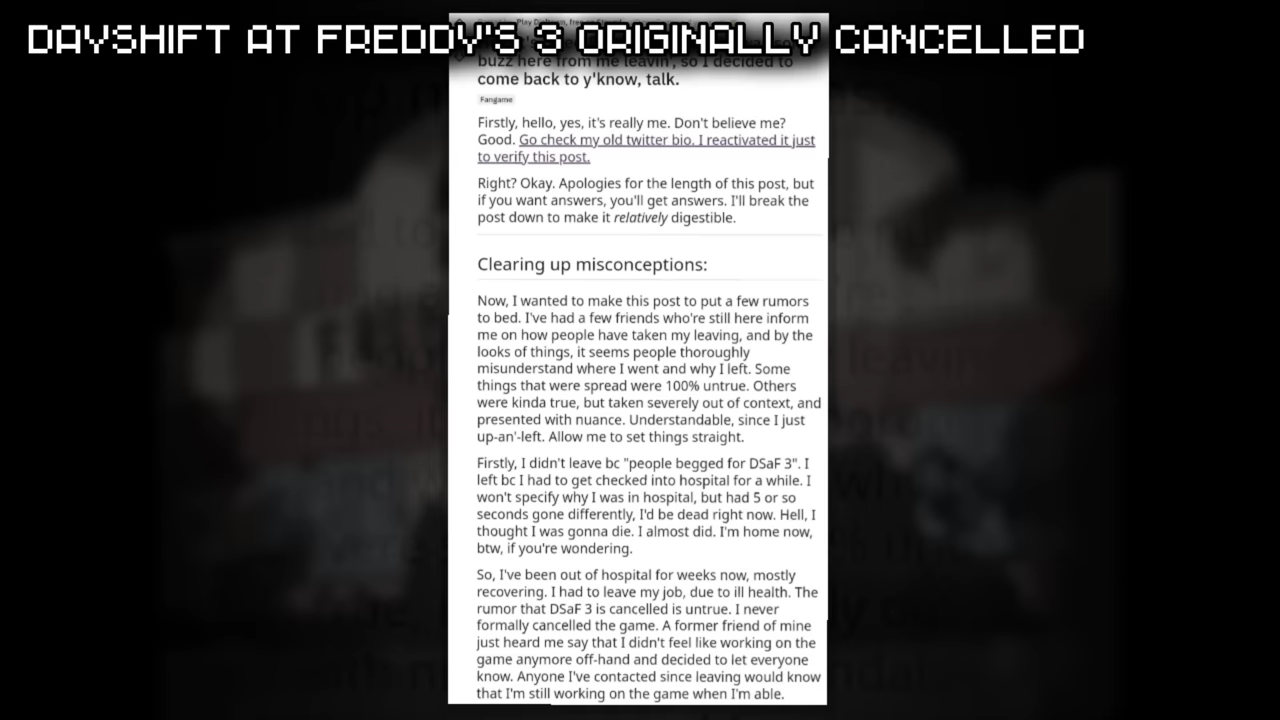 DAYSHIFT AT FREDDY'S 3 ORIGINALLY CANCELLED
buzz here from me leavin', so I decided to
come back to y'know, talk.
Fangame
Firstly, hello, yes, it's really me. Don't believe me?
Good. Go check my old twitter bio. I reactivated it just
to verify this post.
Right? Okay. Apologies for the length of this post, but
if you want answers, you'll get answers. I'll break the
post down to make it relatively digestible.
Clearing up misconceptions:
Now, I wanted to make this post to put a few rumors
to bed. I've had a few friends who're still here inform
me on how people have taken my leaving, and by the
looks of things, it seems people thoroughly
misunderstand where I went and why I left. Some
things that were spread were 100% untrue. Others
were kinda true, but taken severely out of context, and
presented with nuance. Understandable, since I just
up-an'-left. Allow me to set things straight.
Firstly, I didn't leave bc "people begged for DSaF 3". I
left bc I had to get checked into hospital for a while. I
won't specify why I was in hospital, but had 5 or so
seconds gone differently, I'd be dead right now. Hell, I
thought I was gonna die. I almost did. I'm home now,
btw, if you're wondering.
So, I've been out of hospital for weeks now, mostly
recovering. I had to leave my job, due to ill health. The
rumor that DSaF 3 is cancelled is untrue. I never
formally cancelled the game. A former friend of mine
just heard me say that I didn't feel like working on the
game anymore off-hand and decided to let everyone
know. Anyone I've contacted since leaving would know
that I'm still working on the game when I'm able.